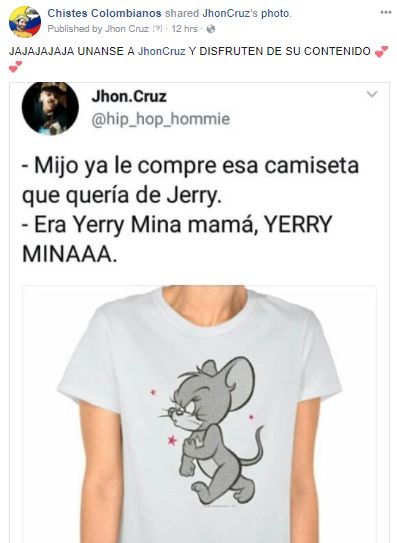 Chistes Colombianos shared JhonCruz's photo.
Published by Jhon Cruz [?] · 12 hrs ·
JAJAJAJAJA UNANSE A JhonCruz Y DISFRUTEN DE SU CONTENIDO 💕
💕
Jhon.Cruz
@hip_hop_hommie
- Mijo ya le compre esa camiseta
que quería de Jerry.
- Era Yerry Mina mamá, YERRY
MINAAA.